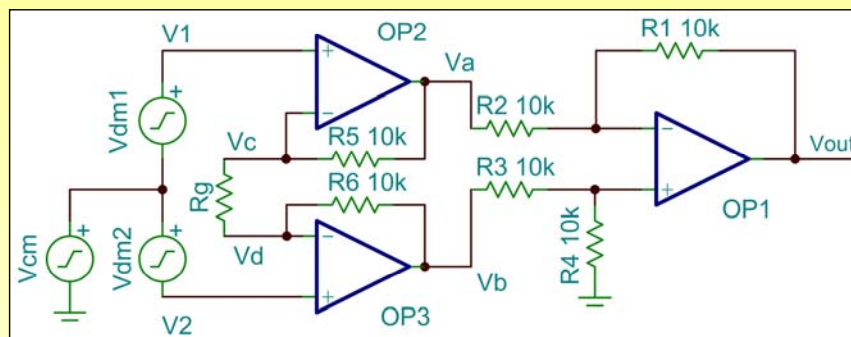 V1
OP2
R1 10k
Va
R2 10k
Vdm1
Vc
R5 10k
Vout
R3 10k
R6 10k
Rg
OP1
Vcm
Vdm2
Vd
R4 10k
Vb
OP3
V2